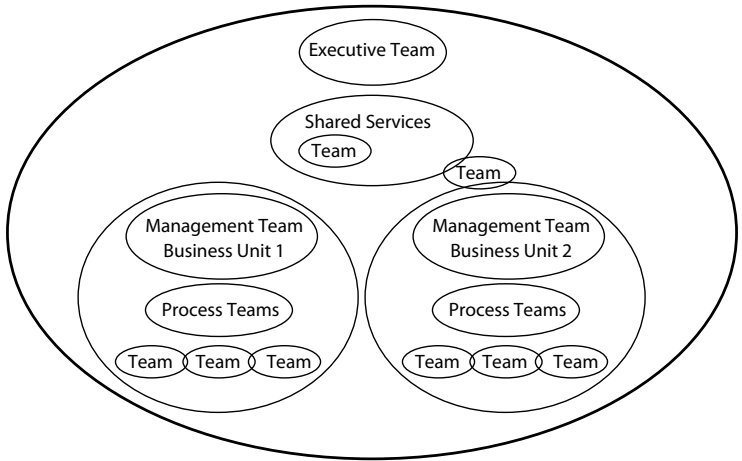 Executive Team
Shared Services
Team
Team
Management Team
Business Unit 1
Management Team
Business Unit 2
Process Teams
Process Teams
Team
Team
Team
Team
Team
Team